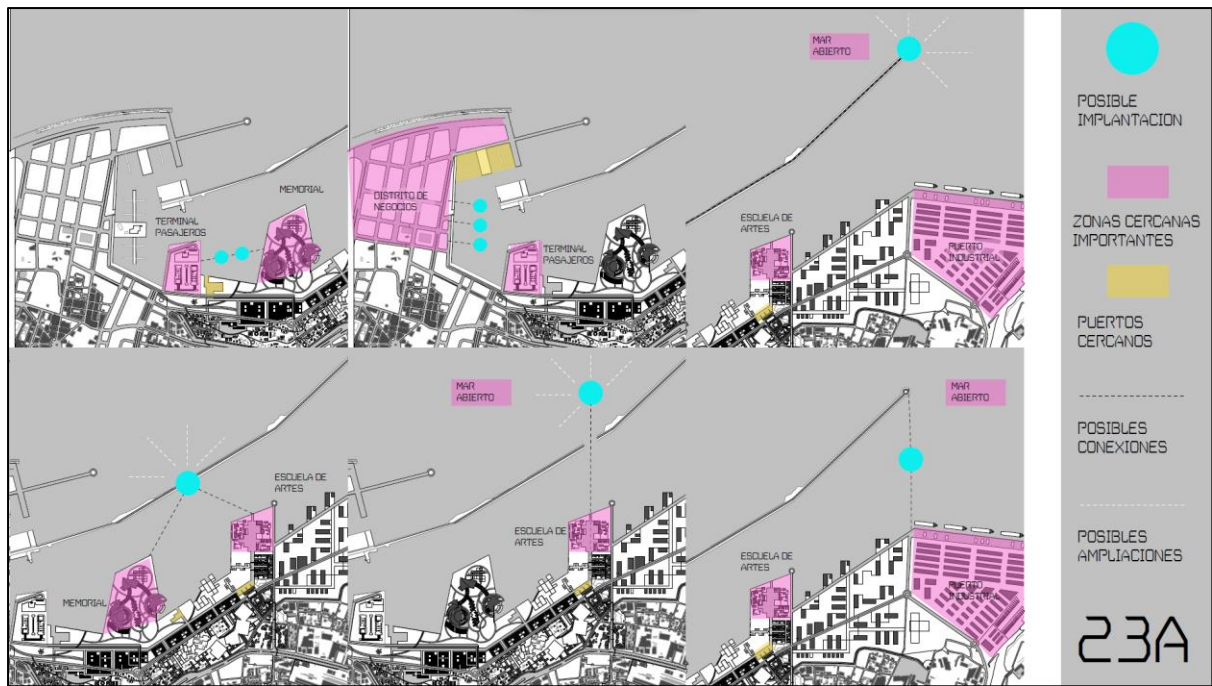 TERMINAL
PASAJEROS
MEMORIAL
DISTRITO DE
NEGOCIOS
TERMINAL
PASAJEROS
MAR
ABIERTO
ESCUELA DE
ARTES
PUERTO
INDUSTRIAL
MEMORIAL
ESCUELA DE
ARTES
MAR
ABIERTO
ESCUELA DE
ARTES
MAR
ABIERTO
ESCUELA DE
ARTES
PUERTO
INDUSTRIAL
POSIBLE
IMPLANTACION
ZONAS CERCANAS
IMPORTANTES
PUERTOS
CERCANOS
POSIBLES
CONEXIONES
POSIBLES
AMPLIACIONES
23A